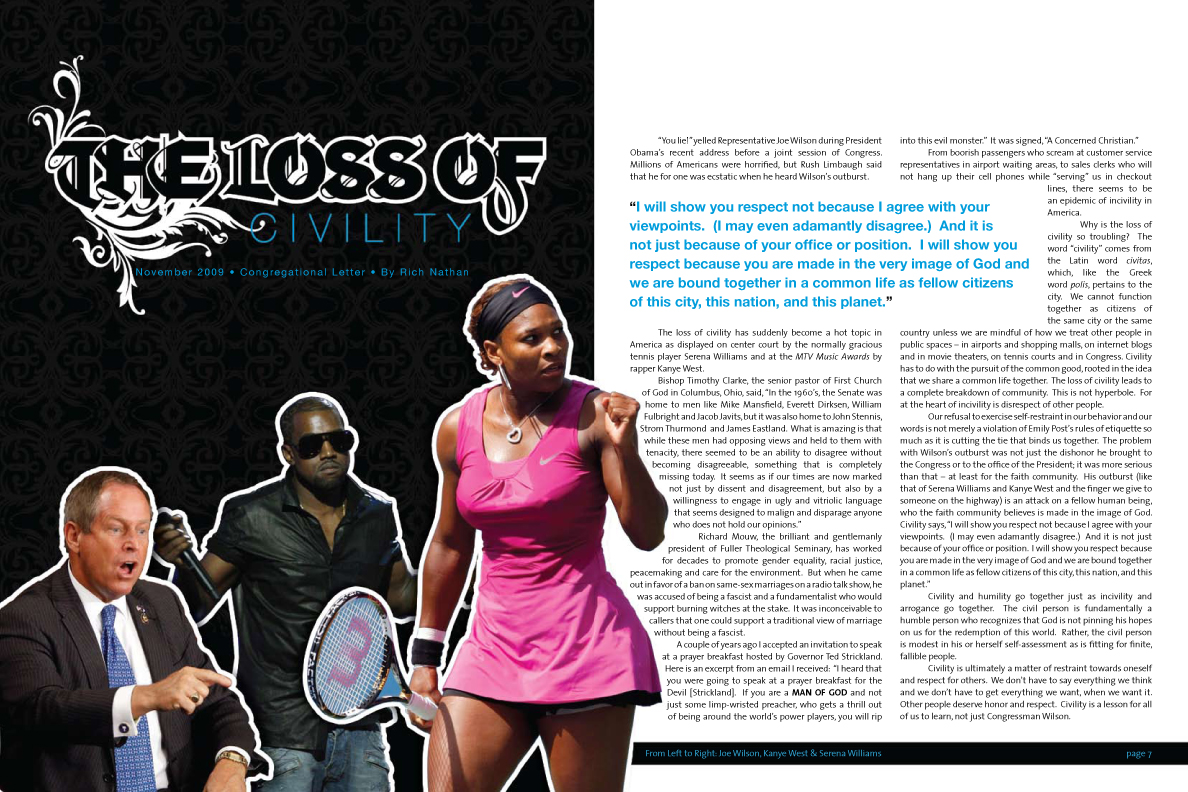 THE LOSS OF
CIVILITY
November 2009 • Congregational Letter • By Rich Nathan
"You lie!" yelled Representative Joe Wilson during President
Obama's recent address before a joint session of Congress.
Millions of Americans were horrified, but Rush Limbaugh said
that he for one was ecstatic when he heard Wilson's outburst.
"I will show you respect not because I agree with your
viewpoints. (I may even adamantly disagree.) And it is
not just because of your office or position. I will show you
respect because you are made in the very image of God and
we are bound together in a common life as fellow citizens
of this city, this nation, and this planet."
The loss of civility has suddenly become a hot topic in
America as displayed on center court by the normally gracious
tennis player Serena Williams and at the MTV Music Awards by
rapper Kanye West.
Bishop Timothy Clarke, the senior pastor of First Church
of God in Columbus, Ohio, said, "In the 1960's, the Senate was
home to men like Mike Mansfield, Everett Dirksen, William
Fulbright and Jacob Javits, but it was also home to John Stennis,
Strom Thurmond and James Eastland. What is amazing is that
while these men had opposing views and held to them with
tenacity, there seemed to be an ability to disagree without
becoming disagreeable, something that is completely
missing today. It seems as if our times are now marked
not just by dissent and disagreement, but also by a
willingness to engage in ugly and vitriolic language
that seems designed to malign and disparage anyone
who does not hold our opinions."
Richard Mouw, the brilliant and gentlemanly
president of Fuller Theological Seminary, has worked
for decades to promote gender equality, racial justice,
peacemaking and care for the environment. But when he came
out in favor of a ban on same-sex marriages on a radio talk show, he
was accused of being a fascist and a fundamentalist who would
support burning witches at the stake. It was inconceivable to
callers that one could support a traditional view of marriage
without being a fascist.
A couple of years ago I accepted an invitation to speak
at a prayer breakfast hosted by Governor Ted Strickland.
Here is an excerpt from an email I received: "I heard that
you were going to speak at a prayer breakfast for the
Devil [Strickland]. If you are a MAN OF GOD and not
just some limp-wristed preacher, who gets a thrill out
of being around the world's power players, you will rip
into this evil monster." It was signed, "A Concerned Christian."
From boorish passengers who scream at customer service
representatives in airport waiting areas, to sales clerks who will
not hang up their cell phones while "serving" us in checkout
lines, there seems to be
an epidemic of incivility in
America.
Why is the loss of
civility so troubling? The
word "civility" comes from
the Latin word civitas,
which, like the Greek
word polis, pertains to the
city. We cannot function
together as citizens of
the same city or the same
country unless we are mindful of how we treat other people in
public spaces – in airports and shopping malls, on internet blogs
and in movie theaters, on tennis courts and in Congress. Civility
has to do with the pursuit of the common good, rooted in the idea
that we share a common life together. The loss of civility leads to
a complete breakdown of community. This is not hyperbole. For
at the heart of incivility is disrespect of other people.
Our refusal to exercise self-restraint in our behavior and our
words is not merely a violation of Emily Post's rules of etiquette so
much as it is cutting the tie that binds us together. The problem
with Wilson's outburst was not just the dishonor he brought to
the Congress or to the office of the President; it was more serious
than that – at least for the faith community. His outburst (like
that of Serena Williams and Kanye West and the finger we give to
someone on the highway) is an attack on a fellow human being,
who the faith community believes is made in the image of God.
Civility says, "I will show you respect not because I agree with your
viewpoints. (I may even adamantly disagree.) And it is not just
because of your office or position. I will show you respect because
you are made in the very image of God and we are bound together
in a common life as fellow citizens of this city, this nation, and this
planet."
Civility and humility go together just as incivility and
arrogance go together. The civil person is fundamentally a
humble person who recognizes that God is not pinning his hopes
on us for the redemption of this world. Rather, the civil person
is modest in his or herself self-assessment as is fitting for finite,
fallible people.
Civility is ultimately a matter of restraint towards oneself
and respect for others. We don't have to say everything we think
and we don't have to get everything we want, when we want it.
Other people deserve honor and respect. Civility is a lesson for all
of us to learn, not just Congressman Wilson.
From Left to Right: Joe Wilson, Kanye West & Serena Williams
page 7